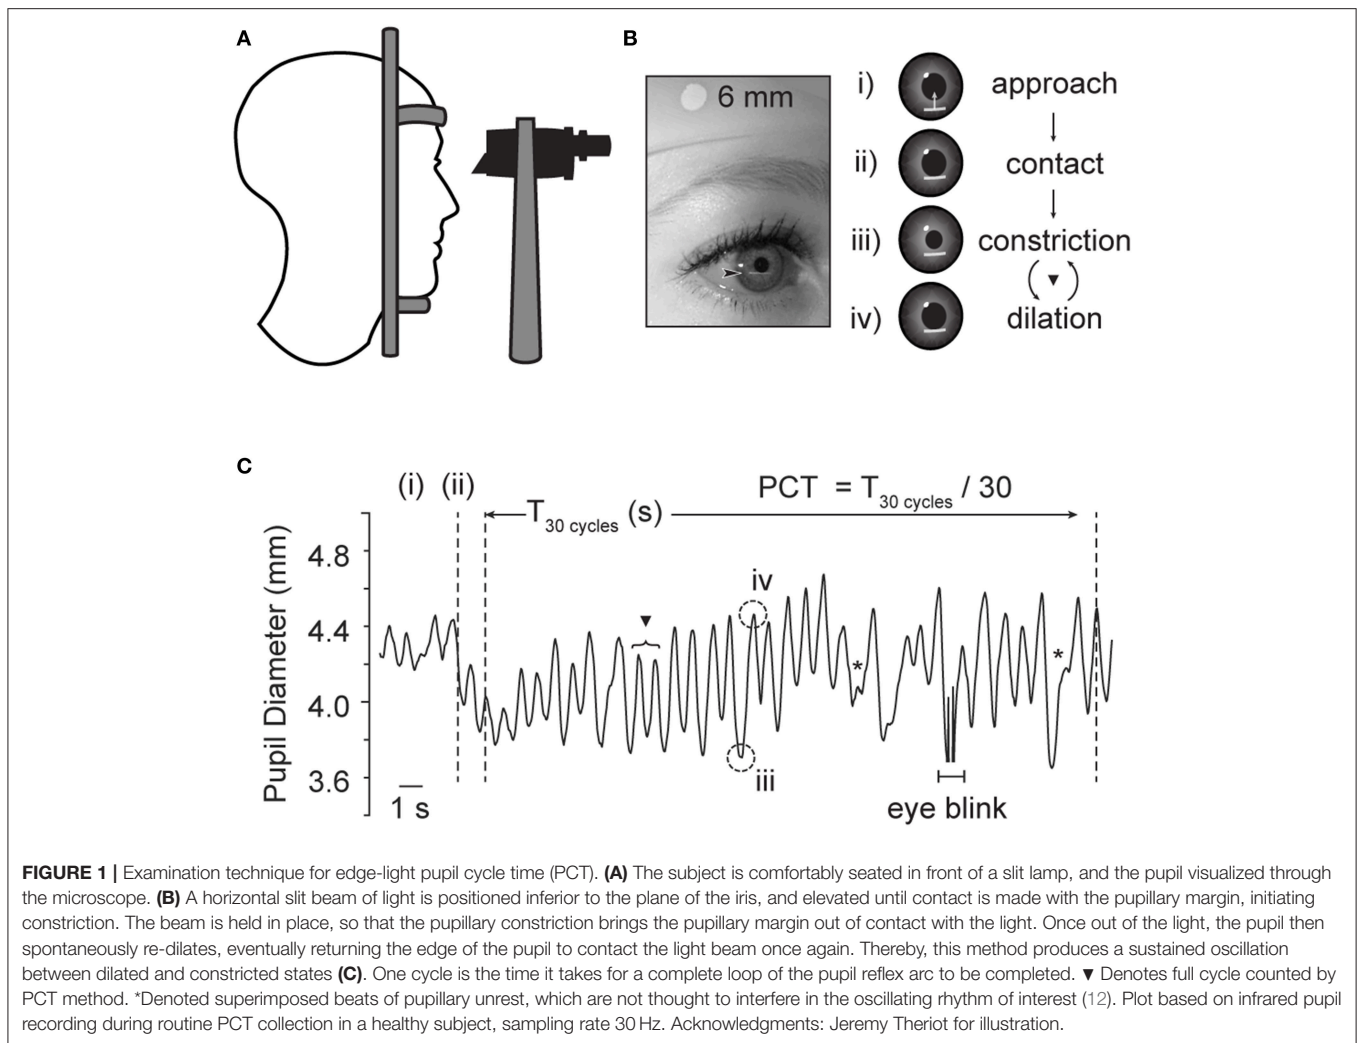 A
B
6 mm
i)
approach
ii)
contact
iii)
constriction
▼
iv)
dilation
C
(i) (ii)
PCT = T30 cycles / 30
T30 cycles (s)
Pupil Diameter (mm)
4.8
4.4
4.0
3.6
1 s
▼
iv
iii
*
*
eye blink
FIGURE 1 | Examination technique for edge-light pupil cycle time (PCT). (A) The subject is comfortably seated in front of a slit lamp, and the pupil visualized through
the microscope. (B) A horizontal slit beam of light is positioned inferior to the plane of the iris, and elevated until contact is made with the pupillary margin, initiating
constriction. The beam is held in place, so that the pupillary constriction brings the pupillary margin out of contact with the light. Once out of the light, the pupil then
spontaneously re-dilates, eventually returning the edge of the pupil to contact the light beam once again. Thereby, this method produces a sustained oscillation
between dilated and constricted states (C). One cycle is the time it takes for a complete loop of the pupil reflex arc to be completed. ▼ Denotes full cycle counted by
PCT method. *Denoted superimposed beats of pupillary unrest, which are not thought to interfere in the oscillating rhythm of interest (12). Plot based on infrared pupil
recording during routine PCT collection in a healthy subject, sampling rate 30 Hz. Acknowledgments: Jeremy Theriot for illustration.